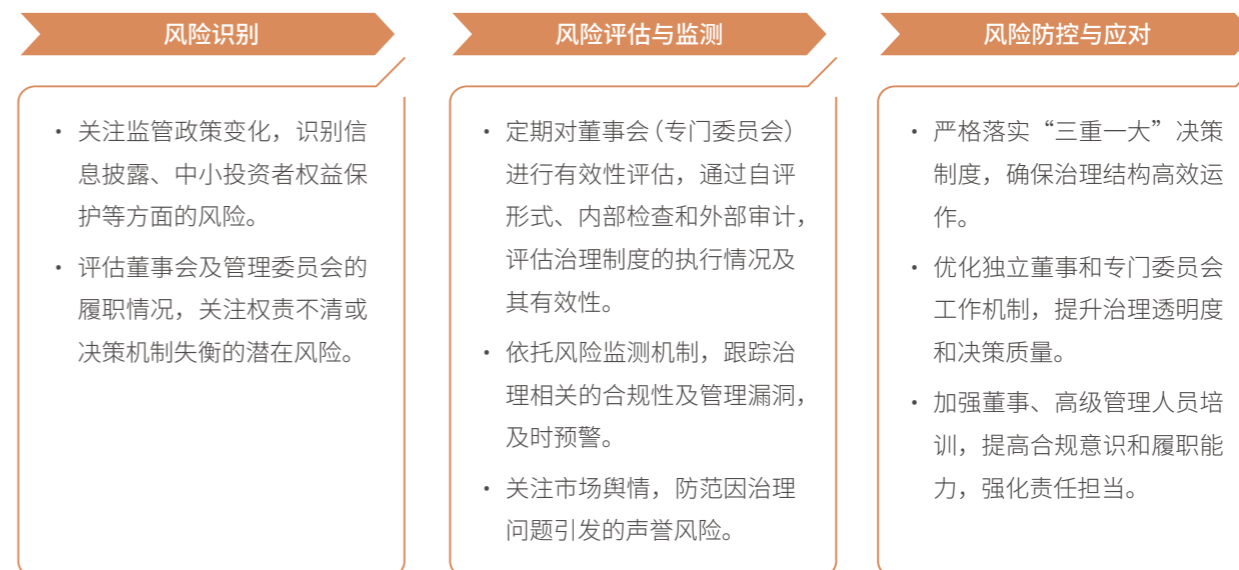 风险识别
· 关注监管政策变化，识别信
息披露、中小投资者权益保
护等方面的风险。
· 评估董事会及管理委员会的
履职情况，关注权责不清或
决策机制失衡的潜在风险。
风险评估与监测
· 定期对董事会（专门委员会）
进行有效性评估，通过自评
形式、内部检查和外部审计，
评估治理制度的执行情况及
其有效性。
· 依托风险监测机制，跟踪治
理相关的合规性及管理漏洞，
及时预警。
· 关注市场舆情，防范因治理
问题引发的声誉风险。
风险防控与应对
· 严格落实“三重一大”决策
制度，确保治理结构高效运
作。
· 优化独立董事和专门委员会
工作机制，提升治理透明度
和决策质量。
· 加强董事、高级管理人员培
训，提高合规意识和履职能
力，强化责任担当。